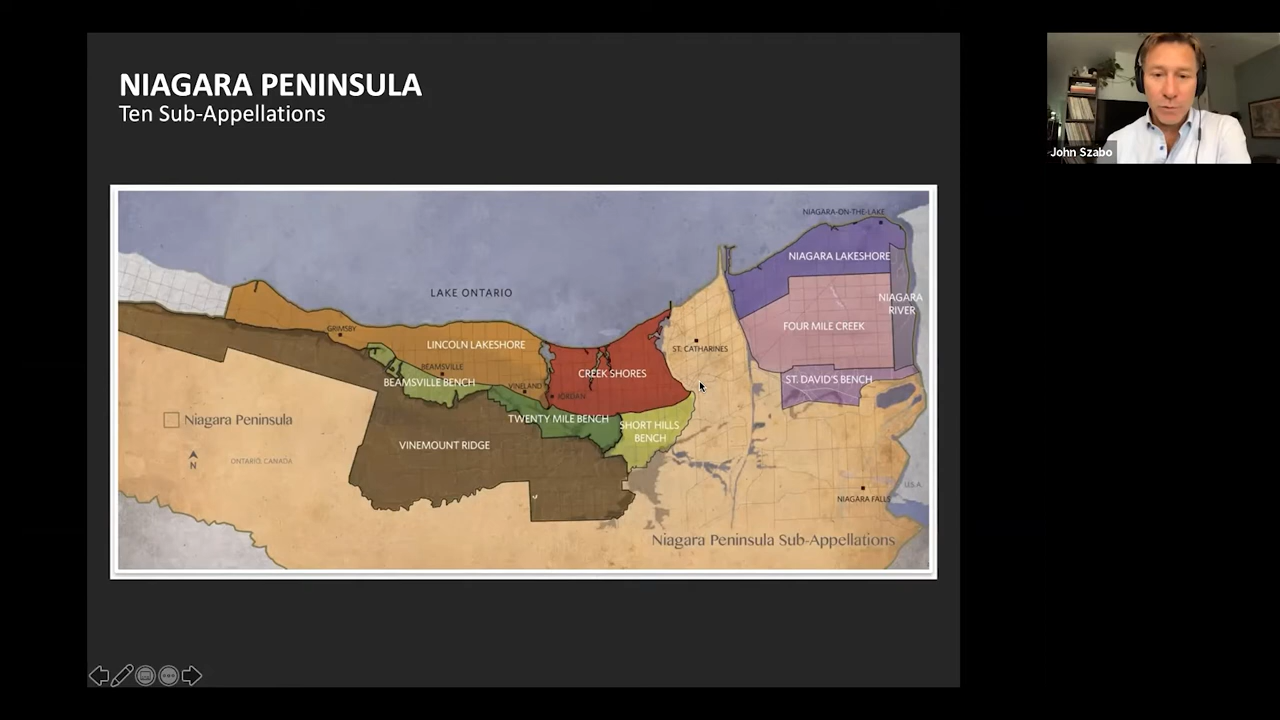 NIAGARA PENINSULA
Ten Sub-Appellations
John Szabo
NIAGARA-ON-THE-LAKE
NIAGARA LAKESHORE
LAKE ONTARIO
NIAGARA
RIVER
GRIMSBY
FOUR MILE CREEK
LINCOLN LAKESHORE
ST. CATHARINES
BEAMSVILLE
CREEK SHORES
ST. DAVID'S BENCH
BEAMSVILLE BENCH
VINELAND
JORDAN
Niagara Peninsula
TWENTY MILE BENCH
SHORT HILLS
BENCH
VINEMOUNT RIDGE
N
ONTARIO, CANADA
U.S.A.
NIAGARA FALLS
Niagara Peninsula Sub-Appellations